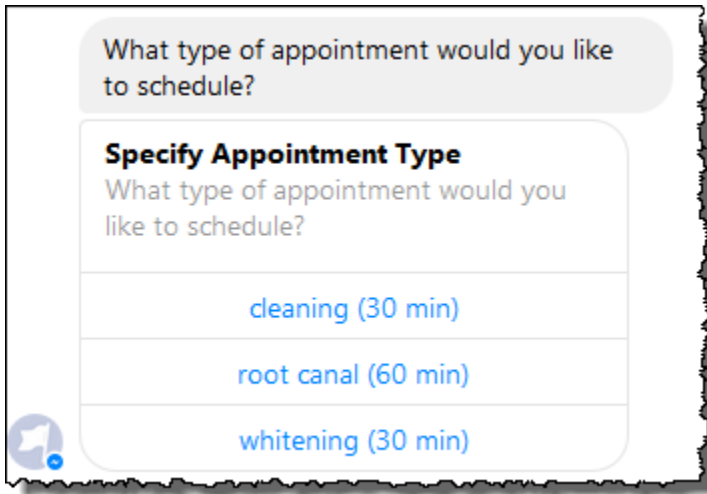 What type of appointment would you like
to schedule?
Specify Appointment Type
What type of appointment would you
like to schedule?
cleaning (30 min)
root canal (60 min)
whitening (30 min)